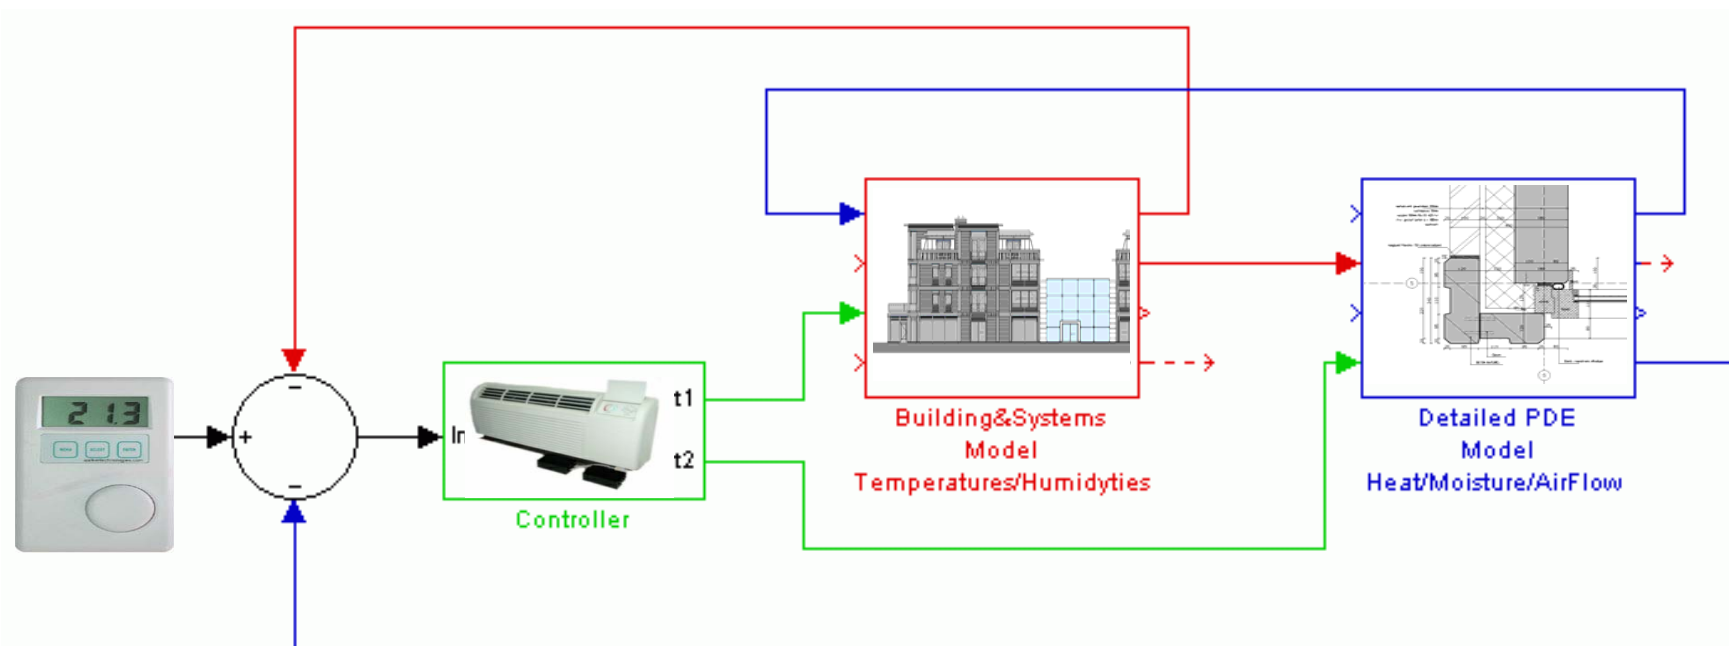 21.3
+
−
−
In
t1
t2
Controller
Building&Systems
Model
Temperatures/Humidyties
Detailed PDE
Model
Heat/Moisture/AirFlow